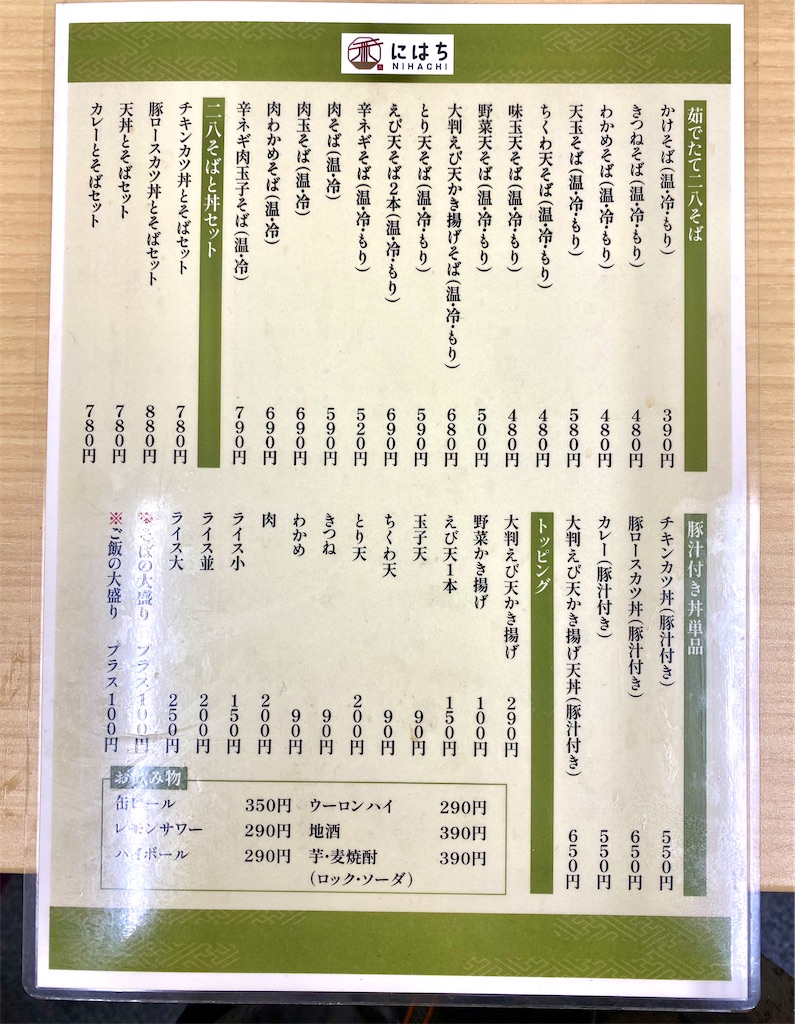 にはち
NIHACHI
茹でたて二八そば
かけそば(温・冷・もり) 390円
きつねそば(温・冷・もり) 480円
わかめそば(温・冷・もり) 480円
天玉そば(温・冷・もり) 580円
ちくわ天そば(温・冷・もり) 480円
味玉天そば(温・冷・もり) 480円
野菜天そば(温・冷・もり) 500円
大判えび天かき揚げそば(温・冷・もり) 680円
とり天そば(温・冷・もり) 590円
えび天そば2本(温・冷・もり) 690円
辛ネギそば(温・冷・もり) 520円
肉そば(温・冷) 590円
肉玉そば(温・冷) 690円
肉わかめそば(温・冷) 690円
辛ネギ肉玉子そば(温・冷) 790円
二八そばと丼セット
チキンカツ丼とそばセット 780円
豚ロースカツ丼とそばセット 880円
天丼とそばセット 780円
カレーとそばセット 780円
豚汁付き丼単品
チキンカツ丼(豚汁付き) 550円
豚ロースカツ丼(豚汁付き) 650円
カレー(豚汁付き) 550円
大判えび天かき揚げ天丼(豚汁付き) 650円
トッピング
大判えび天かき揚げ 290円
野菜かき揚げ 100円
えび天1本 150円
玉子天 90円
ちくわ天 90円
とり天 200円
きつね 90円
わかめ 90円
肉 200円
ライス小 150円
ライス並 200円
ライス大 250円
※そばの大盛り プラス100円
※ご飯の大盛り プラス100円
お飲み物
缶ビール 350円 ウーロンハイ 290円
レモンサワー 290円 地酒 390円
ハイボール 290円 芋・麦焼酎 390円
(ロック・ソーダ)